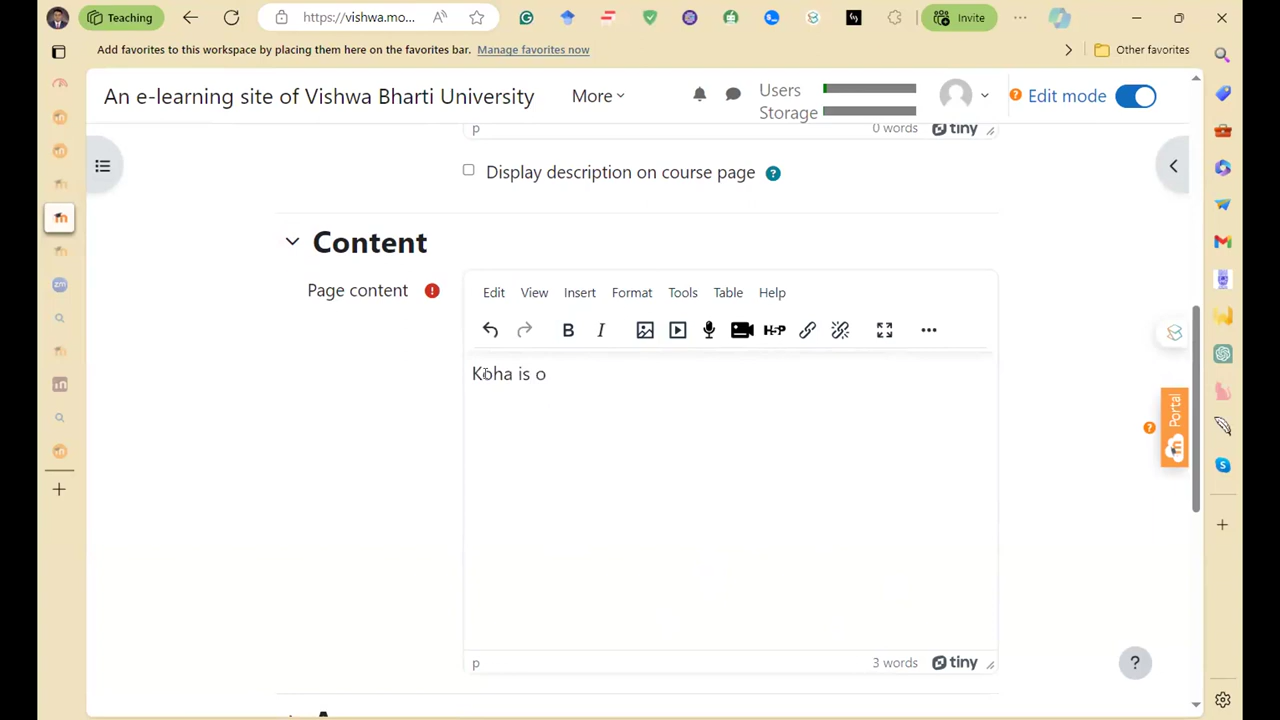 Teaching
https://vishwa.mo...
Invite
Add favorites to this workspace by placing them here on the favorites bar. Manage favorites now
Other favorites
An e-learning site of Vishwa Bharti University
More
Users
Storage
Edit mode
p
0 words
tiny
Display description on course page
Content
Page content
Edit View Insert Format Tools Table Help
B I H-P
Koha is o
Portal
p
3 words
tiny